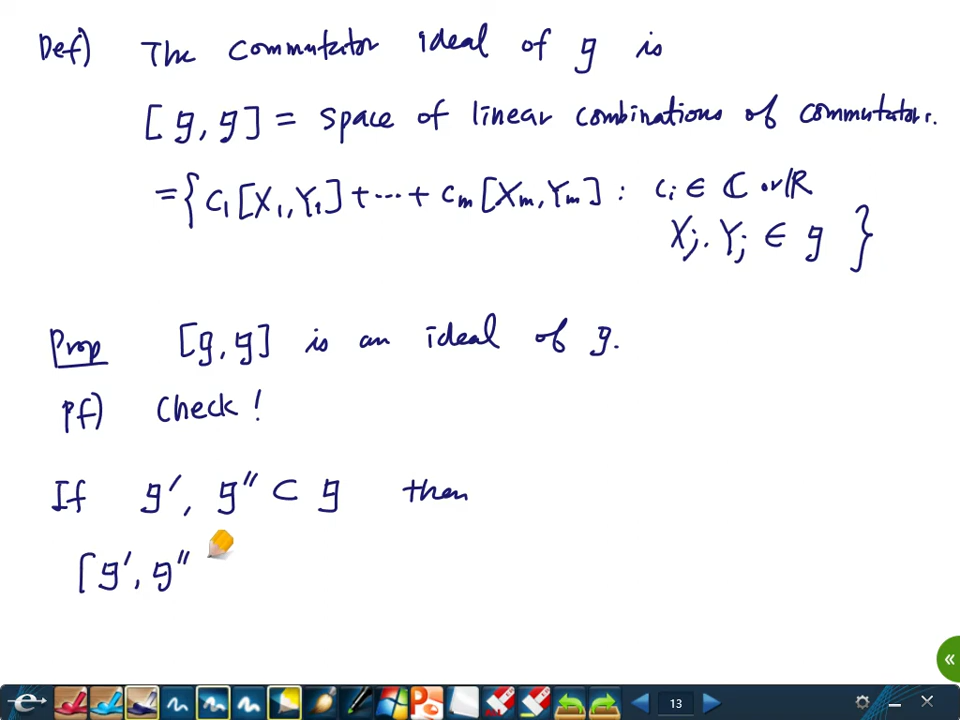 Def) The commutator ideal of g is
[g, g] = space of linear combinations of commutators.
= { c₁[X₁, Y₁] + ⋯ + cₘ[Xₘ, Yₘ] : cᵢ ∈ ℂ or ℝ
Xⱼ, Yⱼ ∈ g }
Prop [g, g] is an ideal of g.
Pf) Check!
If g′, g″ ⊂ g then
[g′, g″
13